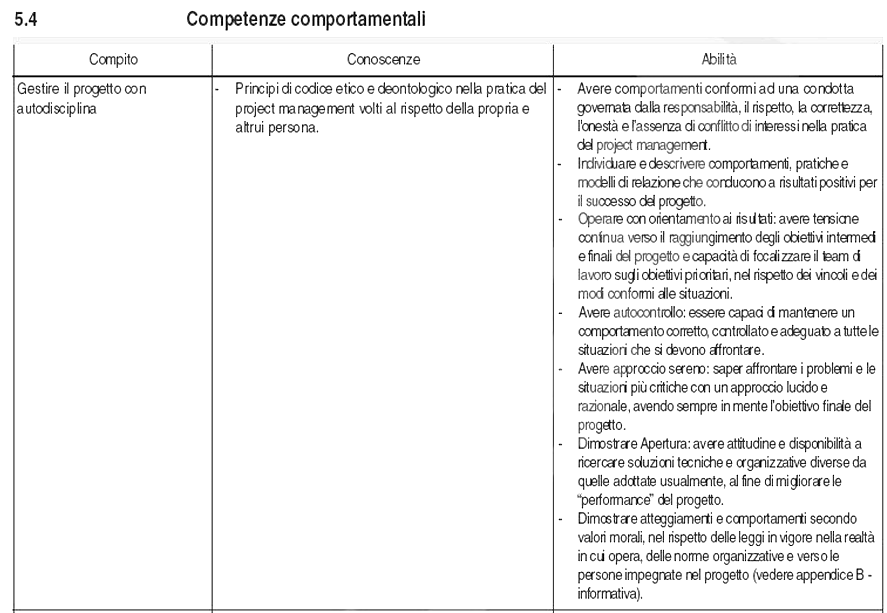 5.4 Competenze comportamentali
Compito Conoscenze Abilità
Gestire il progetto con
autodisciplina
- Principi di codice etico e deontologico nella pratica del
project management volti al rispetto della propria e
altrui persona.
- Avere comportamenti conformi ad una condotta
governata dalla responsabilità, il rispetto, la correttezza,
l'onestà e l'assenza di conflitto di interessi nella pratica
del project management.
- Individuare e descrivere comportamenti, pratiche e
modelli di relazione che conducono a risultati positivi per
il successo del progetto.
- Operare con orientamento ai risultati: avere tensione
continua verso il raggiungimento degli obiettivi intermedi
e finali del progetto e capacità di focalizzare il team di
lavoro sugli obiettivi prioritari, nel rispetto dei vincoli e dei
modi conformi alle situazioni.
- Avere autocontrollo: essere capaci di mantenere un
comportamento corretto, controllato e adeguato a tutte le
situazioni che si devono affrontare.
- Avere approccio sereno: saper affrontare i problemi e le
situazioni più critiche con un approccio lucido e
razionale, avendo sempre in mente l'obiettivo finale del
progetto.
- Dimostrare Apertura: avere attitudine e disponibilità a
ricercare soluzioni tecniche e organizzative diverse da
quelle adottate usualmente, al fine di migliorare le
“performance” del progetto.
- Dimostrare atteggiamenti e comportamenti secondo
valori morali, nel rispetto delle leggi in vigore nella realtà
in cui opera, delle norme organizzative e verso le
persone impegnate nel progetto (vedere appendice B -
informativa).